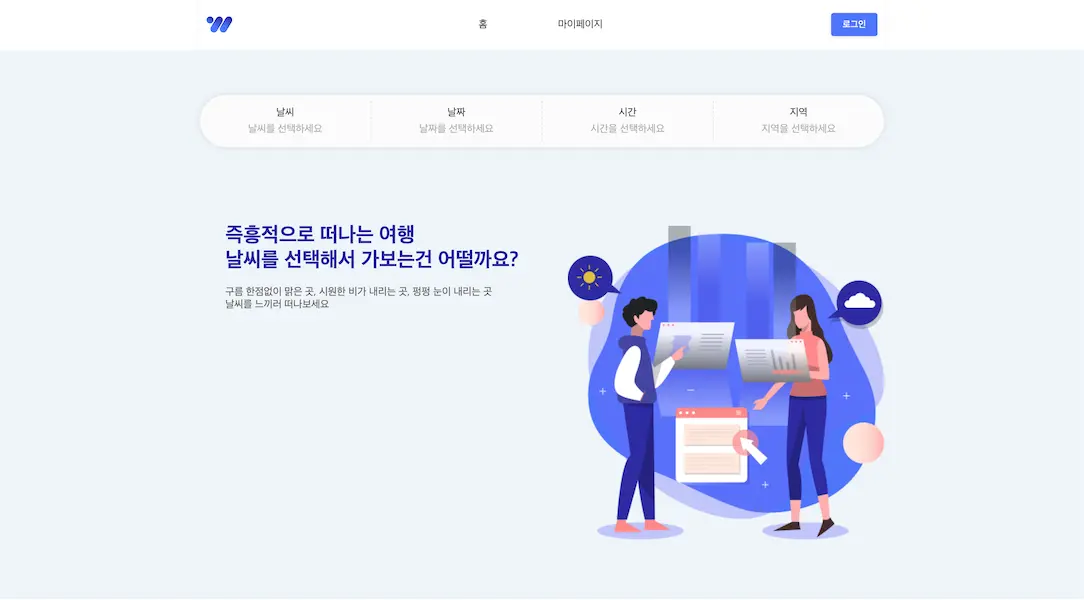 홈
마이페이지
로그인
날씨
날짜
시간
지역
날씨를 선택하세요
날짜를 선택하세요
시간을 선택하세요
지역을 선택하세요
즉흥적으로 떠나는 여행
날씨를 선택해서 가보는건 어떨까요?
구름 한점없이 맑은 곳, 시원한 비가 내리는 곳, 펑펑 눈이 내리는 곳
날씨를 느끼러 떠나보세요